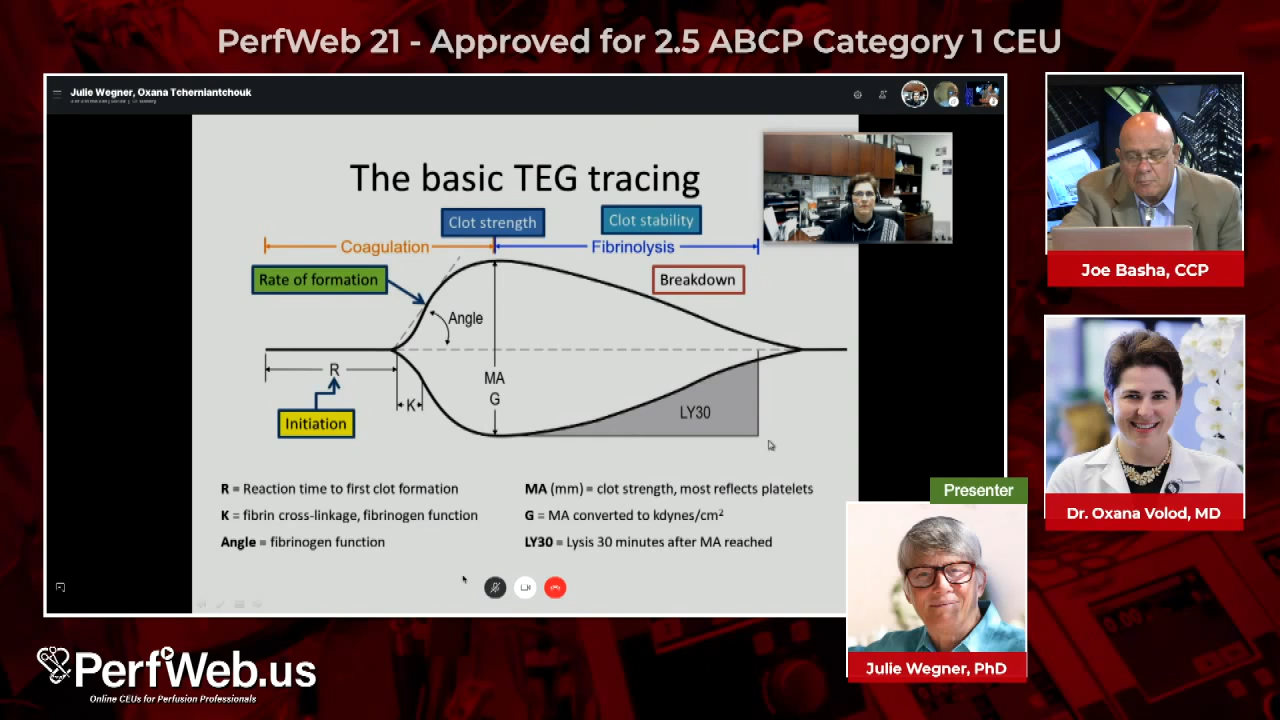 PerfWeb 21 - Approved for 2.5 ABCP Category 1 CEU
Julie Wegner, Oxana Tcherniantchouk
The basic TEG tracing
Clot strength
Clot stability
Coagulation
Fibrinolysis
Rate of formation
Breakdown
Angle
R
MA
G
K
LY30
Initiation
R = Reaction time to first clot formation
K = fibrin cross-linkage, fibrinogen function
Angle = fibrinogen function
MA (mm) = clot strength, most reflects platelets
G = MA converted to kdynes/cm²
LY30 = Lysis 30 minutes after MA reached
Joe Basha, CCP
Dr. Oxana Volod, MD
Presenter
Julie Wegner, PhD
PerfWeb.us
Online CEUs for Perfusion Professionals